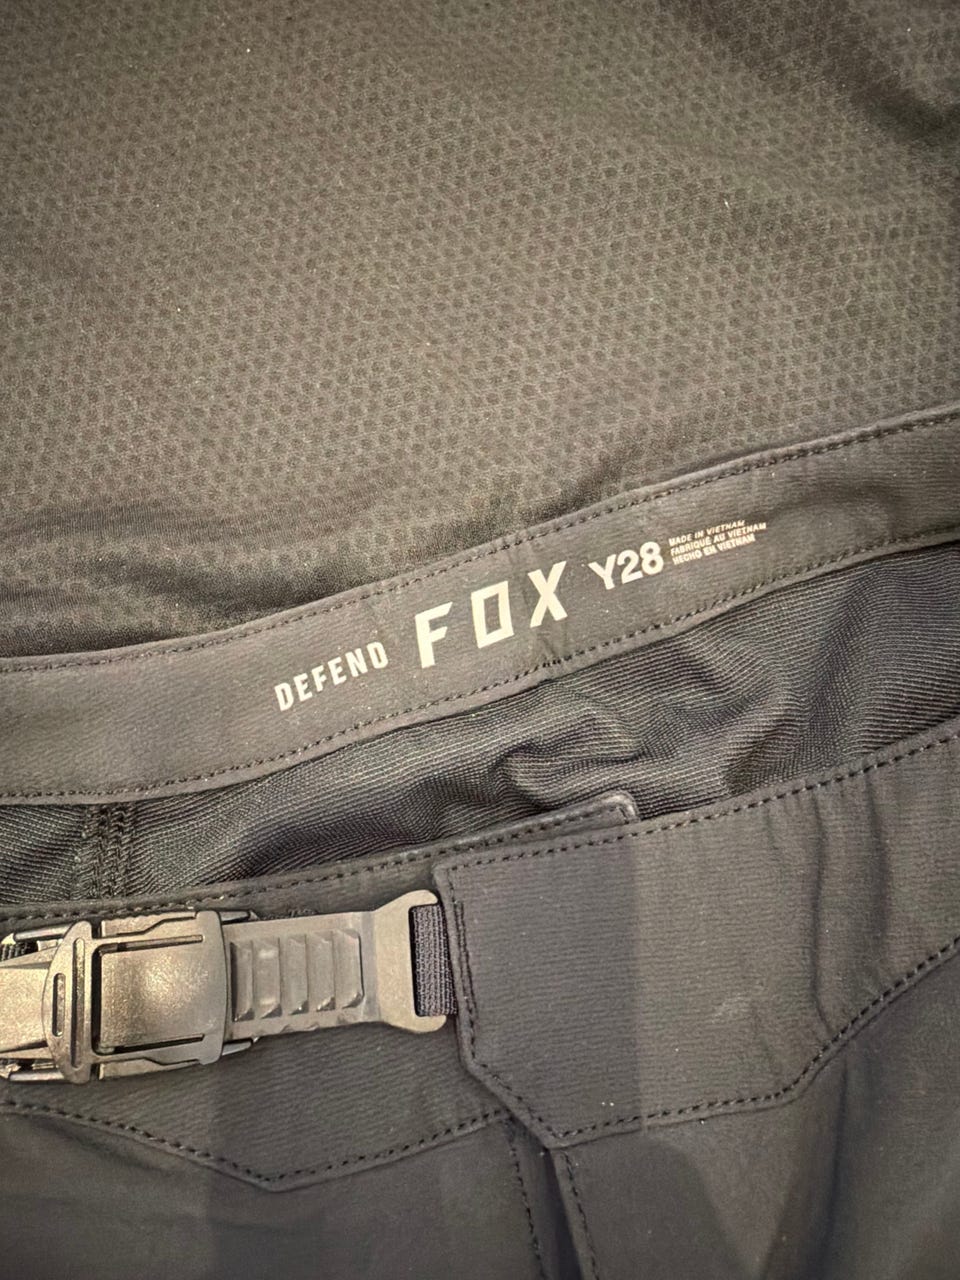 DEFEND FOX Y28
MADE IN VIETNAM
FABRIQUÉ AU VIETNAM
HECHO EN VIETNAM